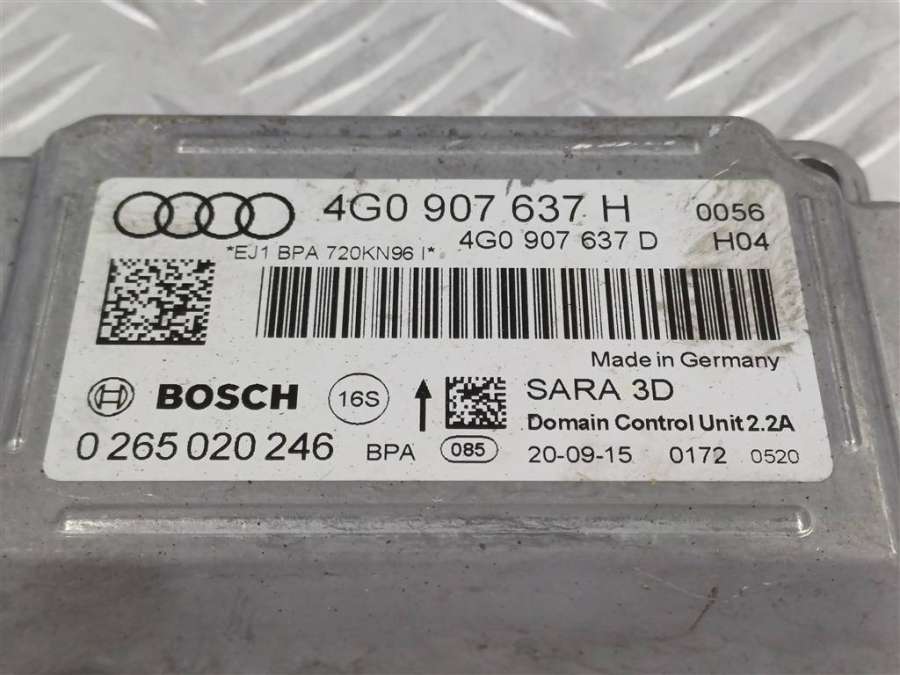 4G0 907 637 H 0056
4G0 907 637 D H04
*EJ1 BPA 720KN96 I*
Made in Germany
BOSCH 16S SARA 3D
Domain Control Unit 2.2A
0 265 020 246 BPA 085 20-09-15 0172 0520